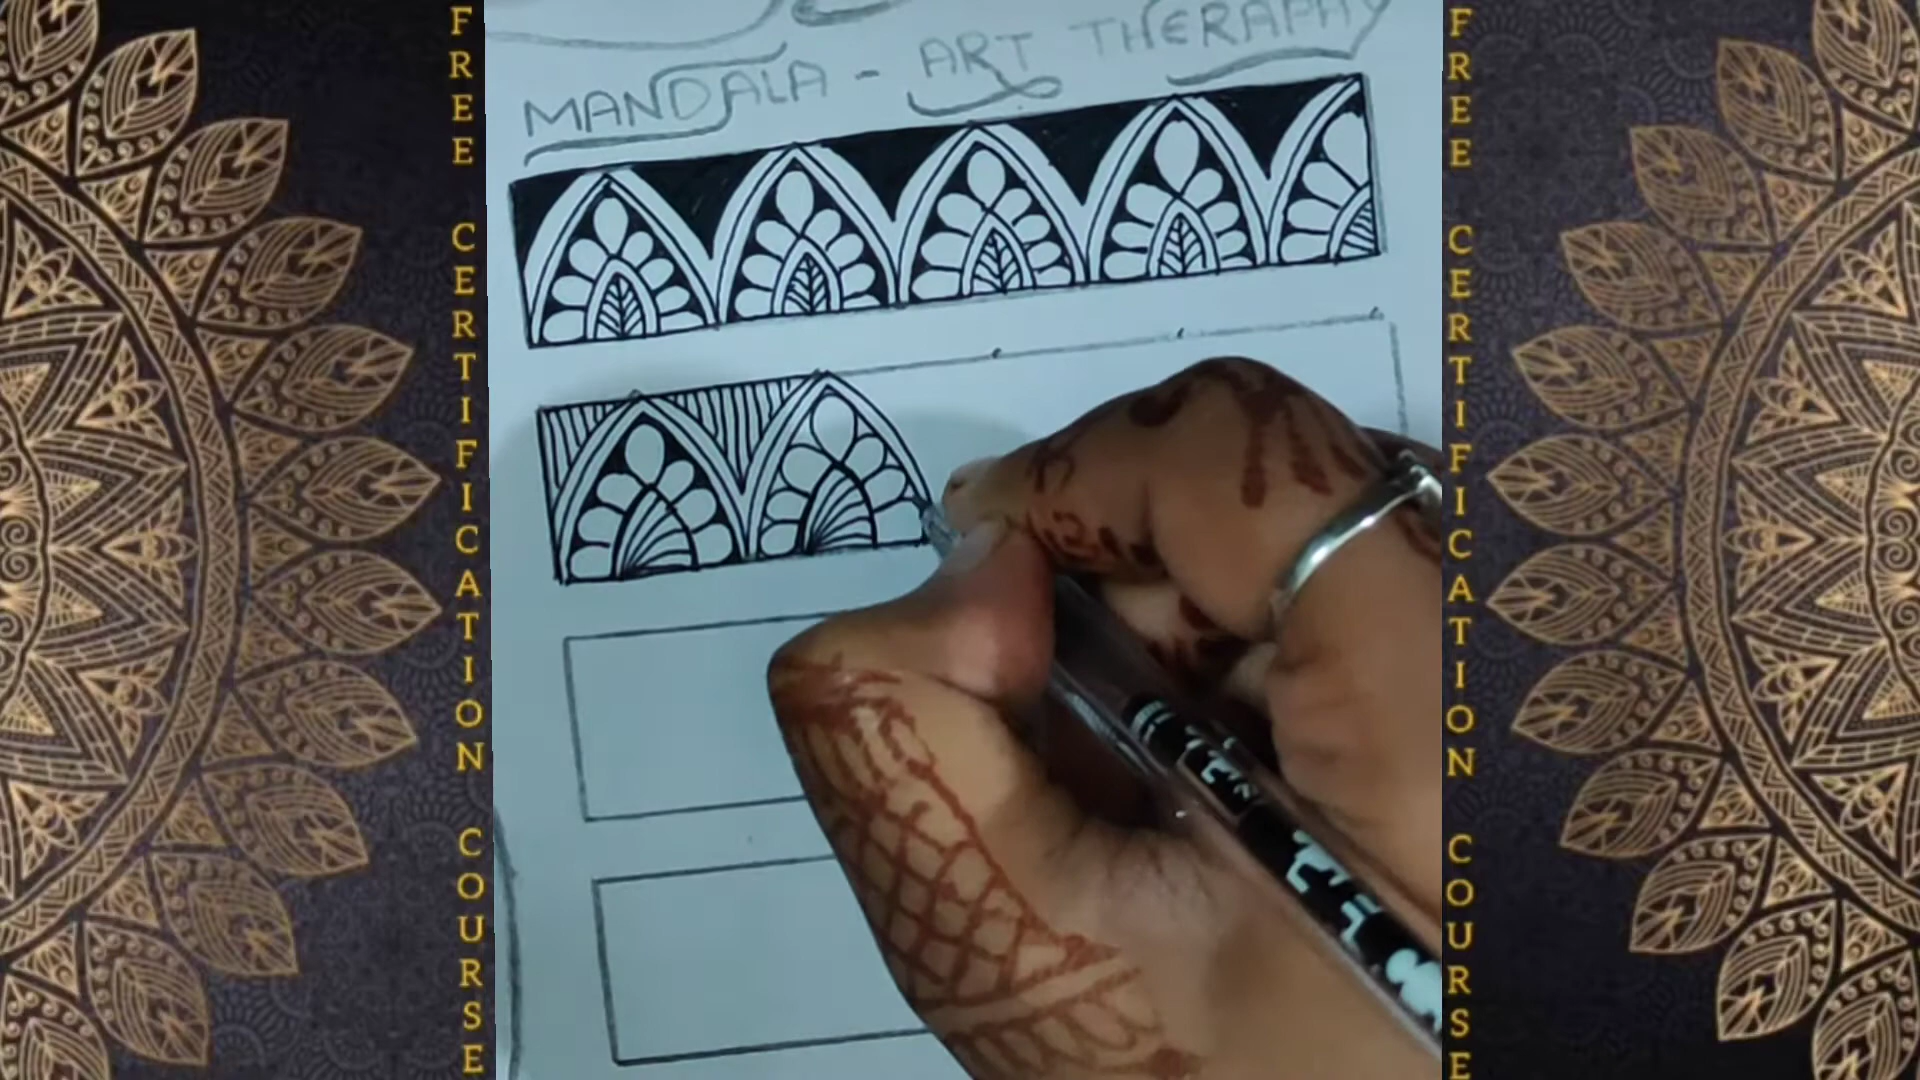 FREE CERTIFICATION COURSE
MANDALA - ART THERAPHY
FREE CERTIFICATION COURSE